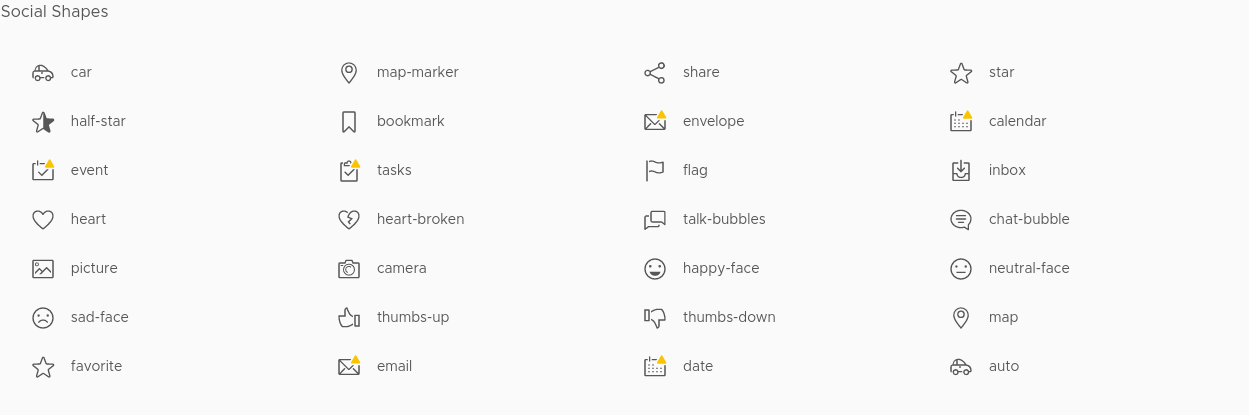 Social Shapes
car
map-marker
share
star
half-star
bookmark
envelope
calendar
event
tasks
flag
inbox
heart
heart-broken
talk-bubbles
chat-bubble
picture
camera
happy-face
neutral-face
sad-face
thumbs-up
thumbs-down
map
favorite
email
date
auto